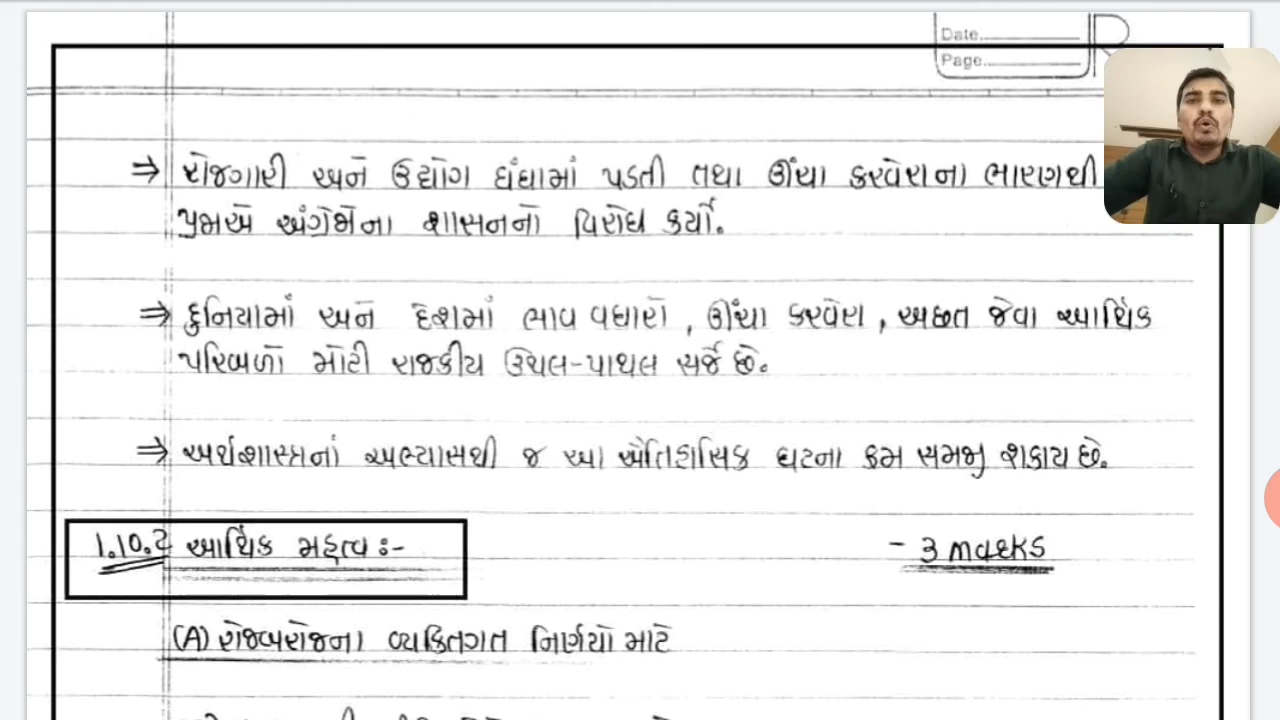 Date
Page
⇒ રોજગારી અને ઉદ્યોગ ધંધામાં પડતી તથા ઊંચા કરવેરાના ભારણથી
પ્રજાએ અંગ્રેજોના શાસનનો વિરોધ કર્યો.
⇒ દુનિયામાં અને દેશમાં ભાવ વધારો, ઊંચા કરવેરા, અછત જેવા આર્થિક
પરિબળો મોટી રાજકીય ઉથલ-પાથલ સર્જે છે.
⇒ અર્થશાસ્ત્રનાં અભ્યાસથી જ આ ઐતિહાસિક ઘટના ક્રમ સમજી શકાય છે.
1.10.2 આર્થિક મહત્વ :-
- 3 marks
(A) રોજબરોજના વ્યકિતગત નિર્ણયો માટે